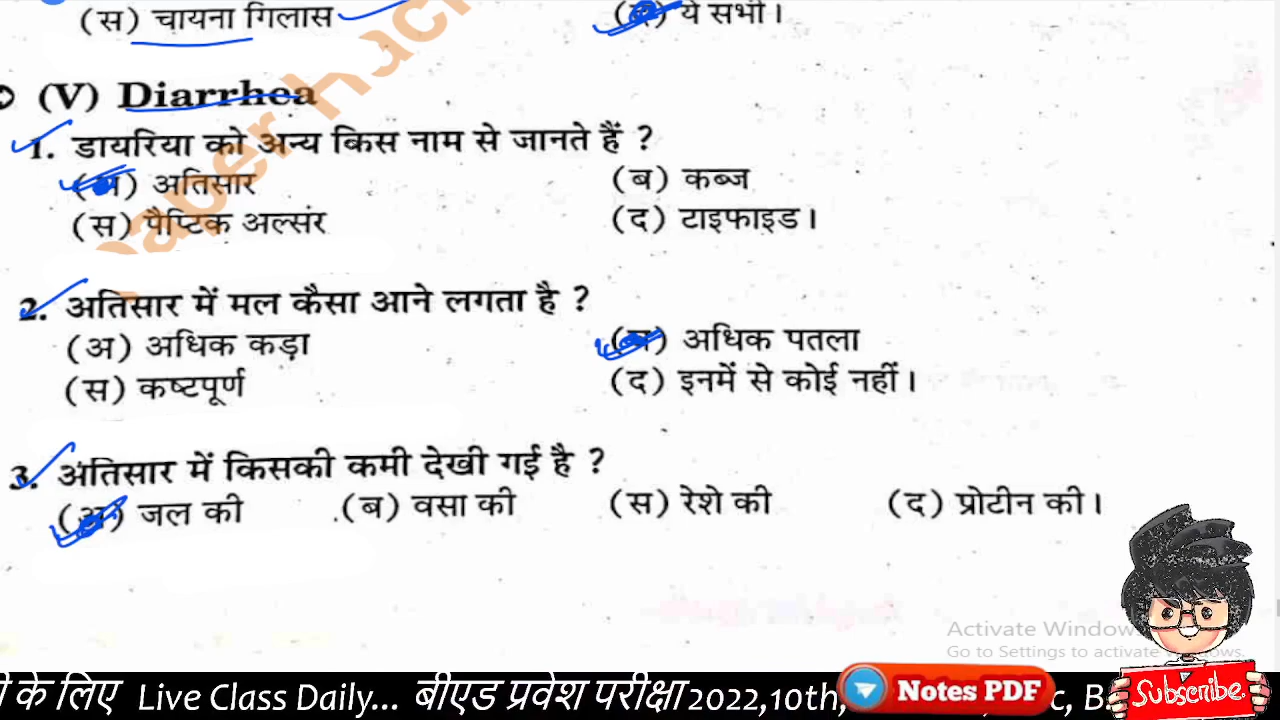 (स) चायना गिलास (द) ये सभी।
(V) Diarrhoea
1. डायरिया को अन्य किस नाम से जानते हैं ?
(अ) अतिसार (ब) कब्ज
(स) पैप्टिक अल्सर (द) टाइफाइड।
2. अतिसार में मल कैसा आने लगता है ?
(अ) अधिक कड़ा (ब) अधिक पतला
(स) कष्टपूर्ण (द) इनमें से कोई नहीं।
3. अतिसार में किसकी कमी देखी गई है ?
(अ) जल की (ब) वसा की (स) रेशे की (द) प्रोटीन की।
Activate Windows
Go to Settings to activate Windows.
के लिए Live Class Daily... बीएड प्रवेश परीक्षा 2022,10th,
Notes PDF
Subscribe